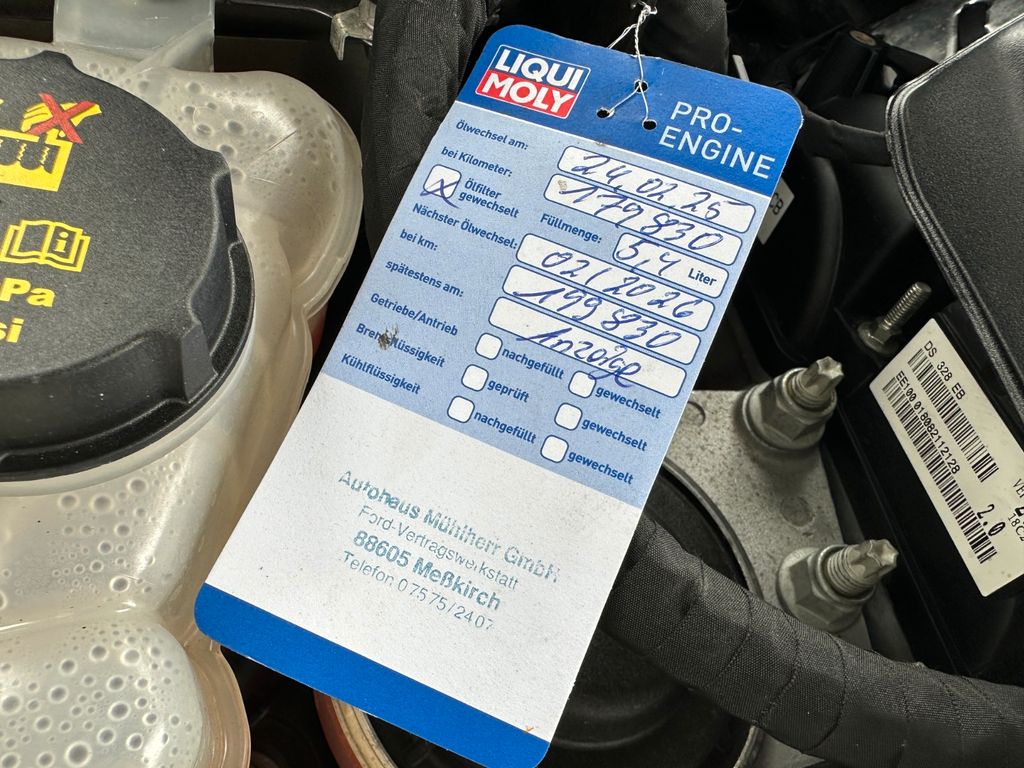 LIQUI
MOLY
PRO-
ENGINE
Ölwechsel am: 24.02.25
bei Kilometer: 179830
x Ölfilter
gewechselt
Füllmenge: 5,4 Liter
Nächster Ölwechsel: 02/2026
bei km: 199830
spätestens am: Anzeige
Getriebe/Antrieb nachgefüllt gewechselt
Bremsflüssigkeit geprüft gewechselt
Kühlflüssigkeit nachgefüllt gewechselt
Autohaus Mühlherr GmbH
Ford-Vertragswerkstatt
88605 Meßkirch
Telefon 07575/2407
DS 328 EB
EE100018082112128
2.0